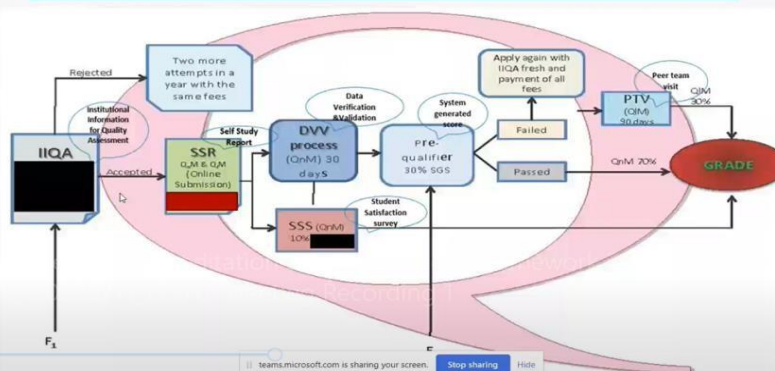 Rejected
Two more
attempts in a
year with the
same fees
Institutional
Information
for Quality
Assessment
IIQA
Accepted
Self Study
Report
SSR
(Online
Submission)
Data
Verification
&Validation
DVV
process
(QnM) 30
days
SSS (QnM)
10%
Student
Satisfaction
survey
System
generated
score
Pre-
qualifier
30% SGS
Apply again with
IIQA fresh and
payment of all
fees
Failed
Passed
Peer team
visit
PTV
(QlM)
90 days
QlM
30%
QnM 70%
GRADE
F1
teams.microsoft.com is sharing your screen.
Stop sharing
Hide